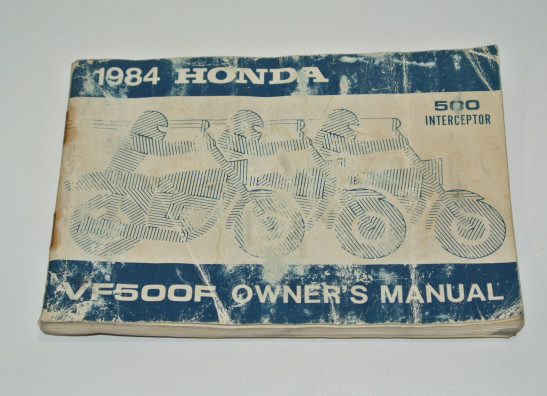 1984 HONDA
500
INTERCEPTOR
VF500F OWNER'S MANUAL